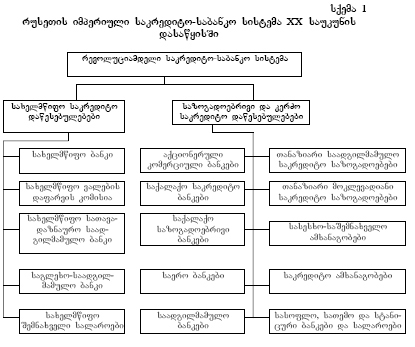 სქემა 1
რუსეთის იმპერიული საკრედიტო-საბანკო სისტემა XX საუკუნის
დასაწყისში
რევოლუციამდელი საკრედიტო-საბანკო სისტემა
სახელმწიფო საკრედიტო
დაწესებულებები
საზოგადოებრივი და კერძო
საკრედიტო დაწესებულებები
სახელმწიფო ბანკი
სახელმწიფო ვალების
დაფარვის კომისია
სახელმწიფო სათავა-
დაზნაურო საად-
გილმამულო ბანკი
საგლეხო-საადგილ-
მამულო ბანკი
სახელმწიფო
შემნახველი სალაროები
აქციონერული
კომერციული ბანკები
საქალაქო საკრედიტო
ბანკები
საქალაქო
საზოგადოებრივი
ბანკები
საერო ბანკები
საადგილმამულო
ბანკები
თანაზიარი საადგილმამულო
საკრედიტო საზოგადოებები
თანაზიარი მოკლევადიანი
საკრედიტო საზოგადოებები
სასესხო-საშემნახველო
ამხანაგობები
საკრედიტო ამხანაგობები
სასოფლო, სათემო და სტანი-
ცური ბანკები და სალაროები